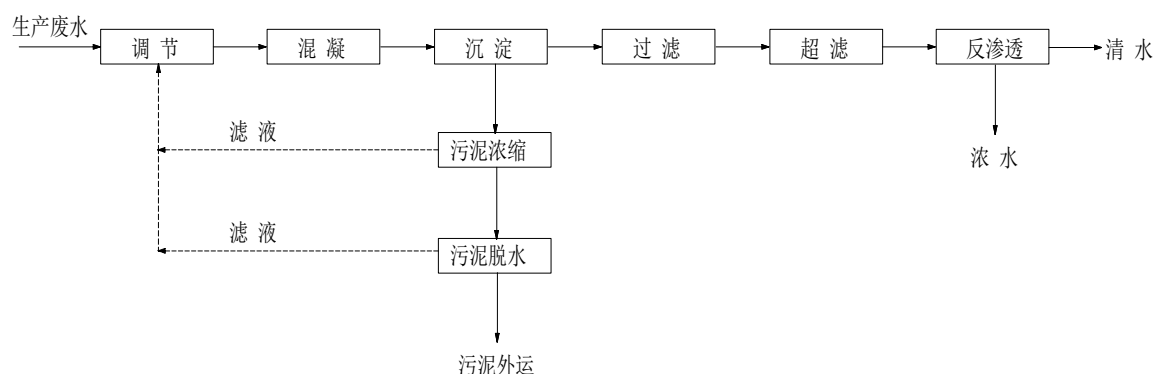 生产废水
调 节
混 凝
沉 淀
过 滤
超 滤
反渗透
清 水
滤 液
污泥浓缩
浓 水
滤 液
污泥脱水
污泥外运